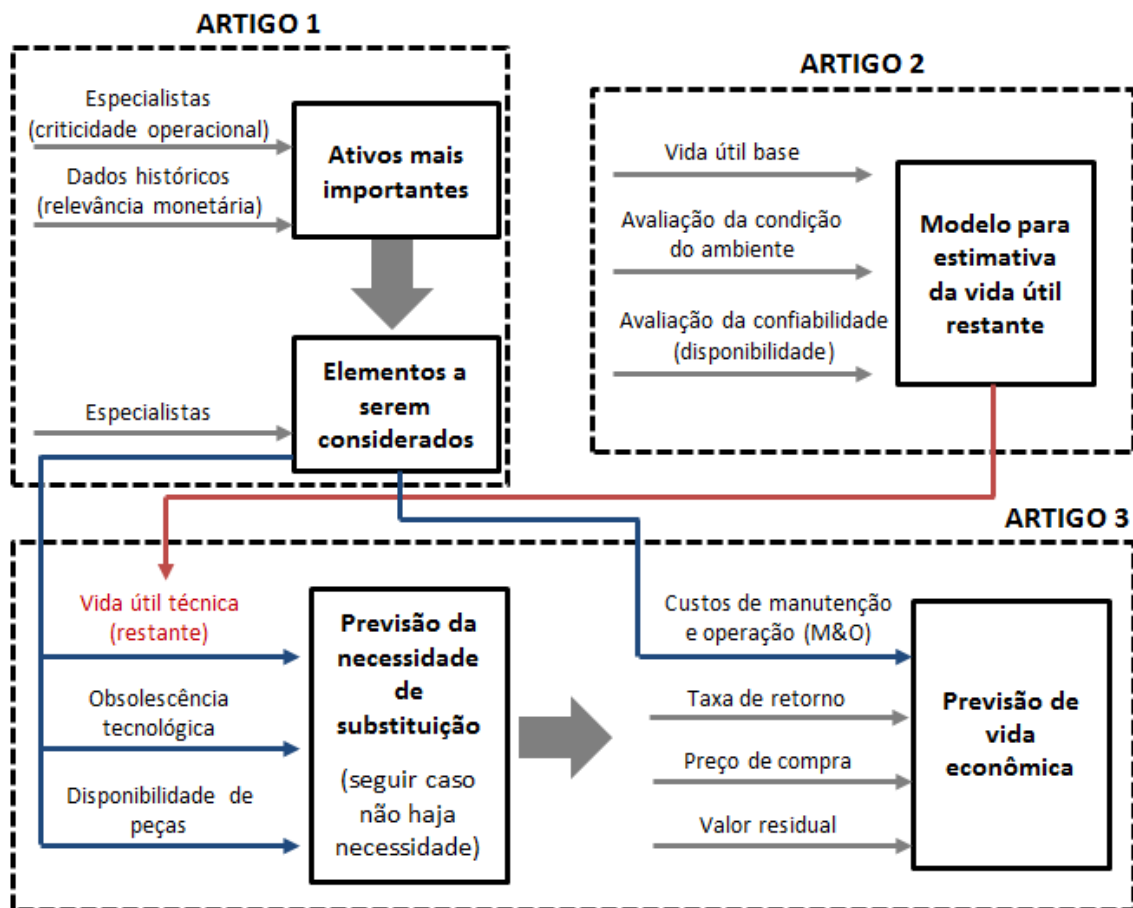 ARTIGO 1
Especialistas
(criticidade operacional)
Dados históricos
(relevância monetária)
Ativos mais
importantes
Especialistas
Elementos a
serem
considerados
ARTIGO 2
Vida útil base
Avaliação da condição
do ambiente
Avaliação da confiabilidade
(disponibilidade)
Modelo para
estimativa
da vida útil
restante
ARTIGO 3
Vida útil técnica
(restante)
Obsolescência
tecnológica
Disponibilidade de
peças
Previsão da
necessidade
de
substituição
(seguir caso
não haja
necessidade)
Custos de manutenção
e operação (M&O)
Taxa de retorno
Preço de compra
Valor residual
Previsão de
vida
econômica